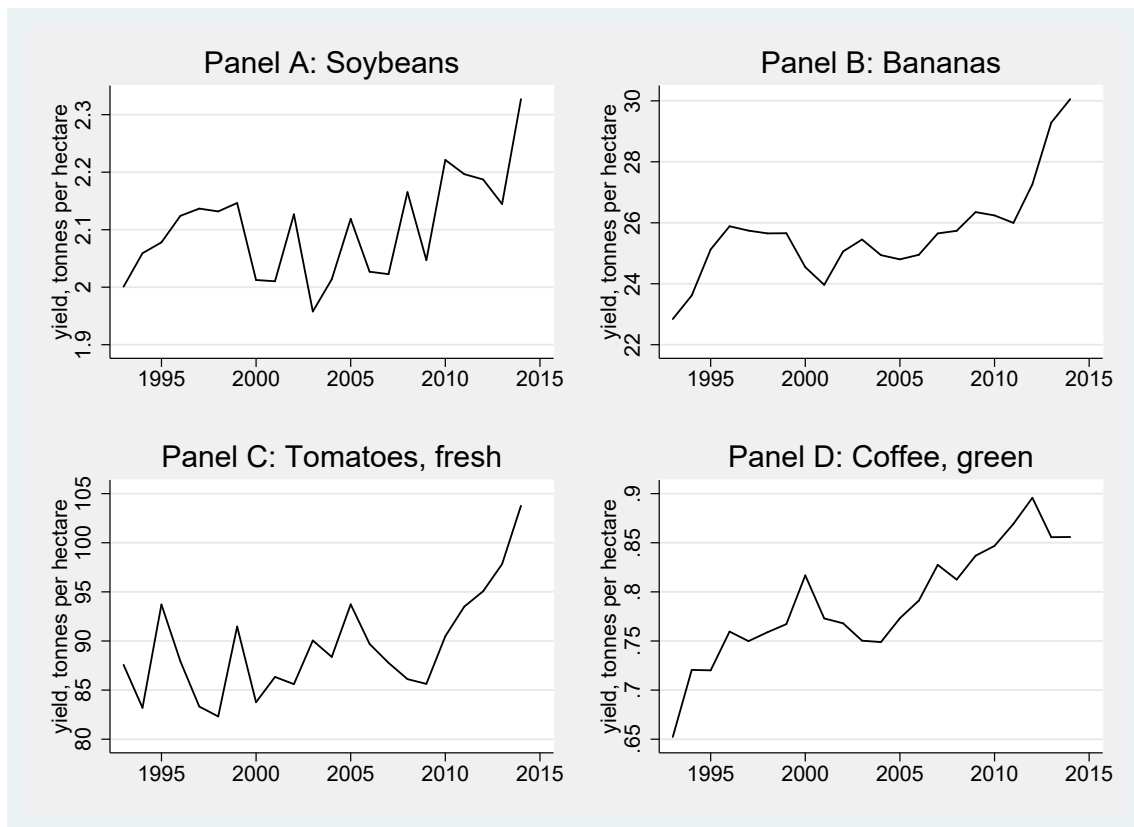 Panel A: Soybeans
yield, tonnes per hectare
2.3
2.2
2.1
2
1.9
1995 2000 2005 2010 2015
Panel B: Bananas
yield, tonnes per hectare
30
28
26
24
22
1995 2000 2005 2010 2015
Panel C: Tomatoes, fresh
yield, tonnes per hectare
105
100
95
90
85
80
1995 2000 2005 2010 2015
Panel D: Coffee, green
yield, tonnes per hectare
.9
.85
.8
.75
.7
.65
1995 2000 2005 2010 2015